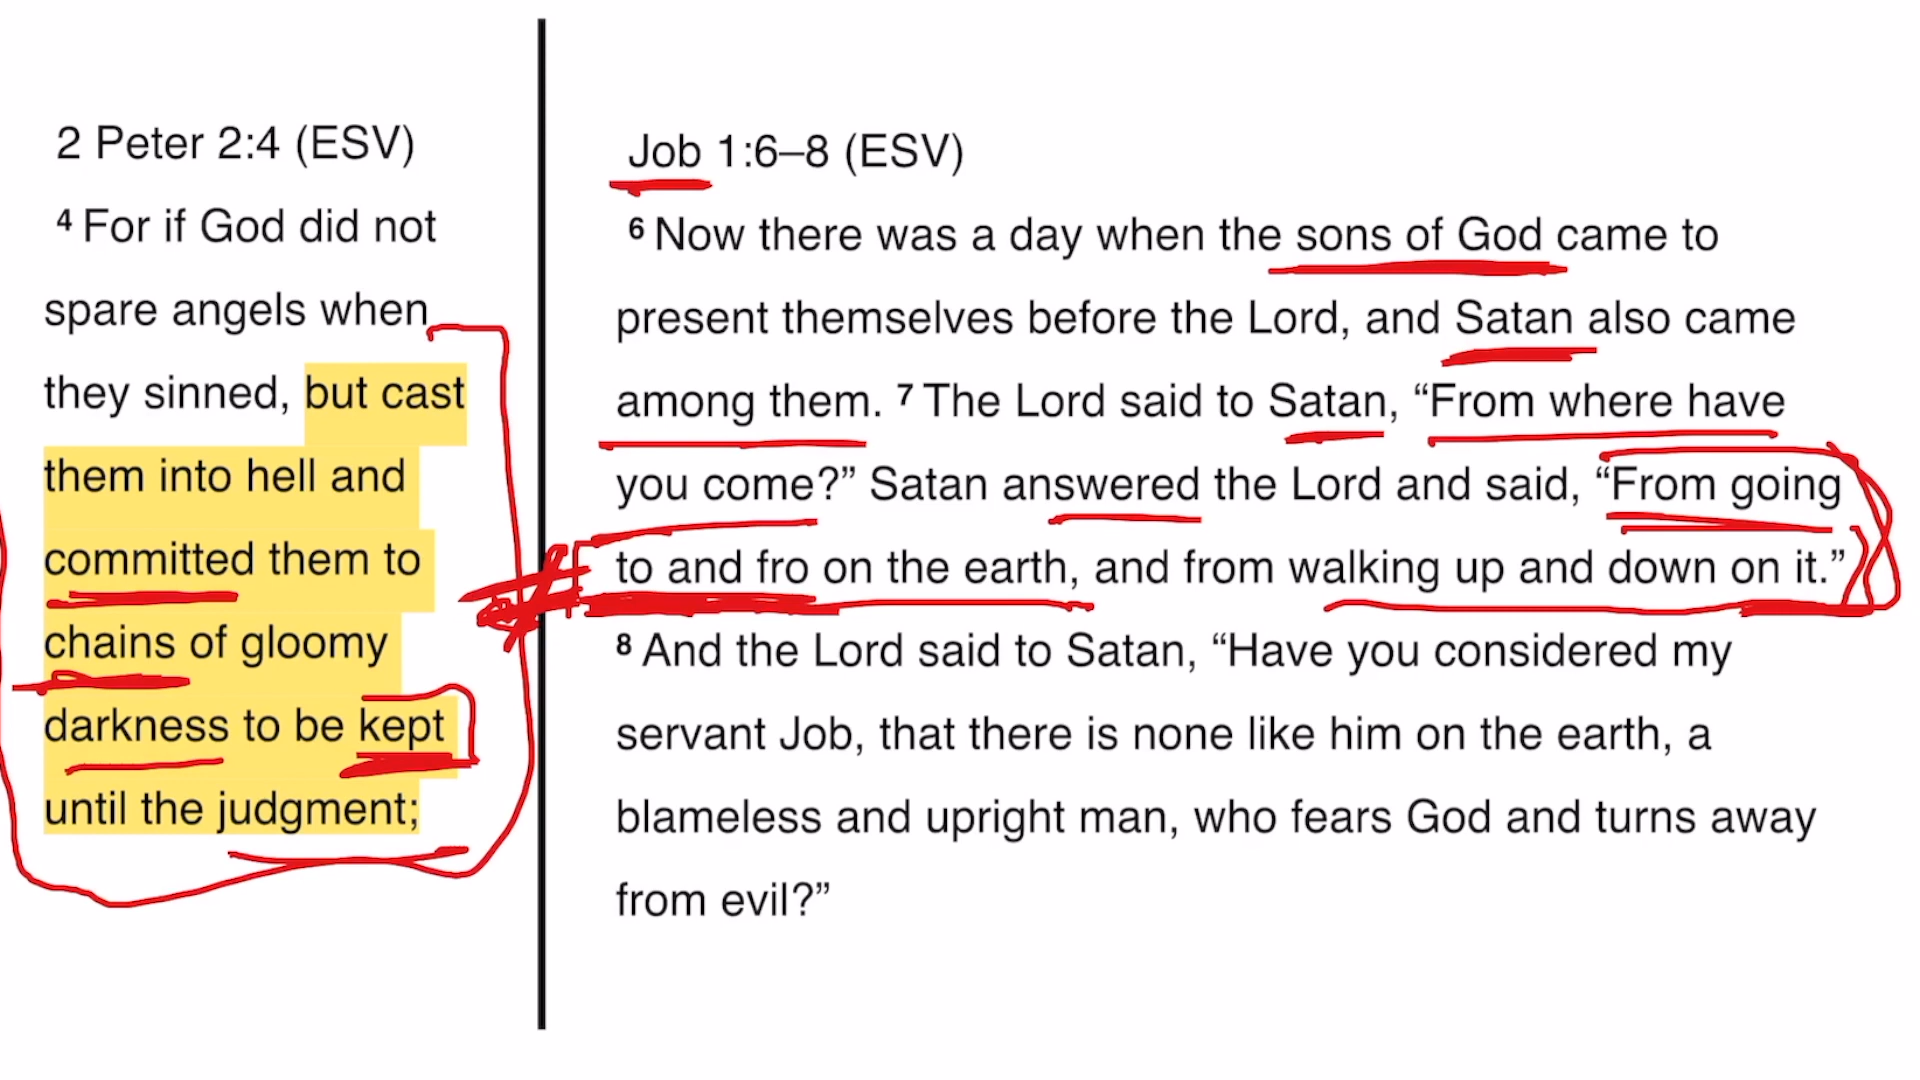 2 Peter 2:4 (ESV)
⁴ For if God did not
spare angels when
they sinned, but cast
them into hell and
committed them to
chains of gloomy
darkness to be kept
until the judgment;
Job 1:6–8 (ESV)
⁶ Now there was a day when the sons of God came to
present themselves before the Lord, and Satan also came
among them. ⁷ The Lord said to Satan, “From where have
you come?” Satan answered the Lord and said, “From going
to and fro on the earth, and from walking up and down on it.”
⁸ And the Lord said to Satan, “Have you considered my
servant Job, that there is none like him on the earth, a
blameless and upright man, who fears God and turns away
from evil?”